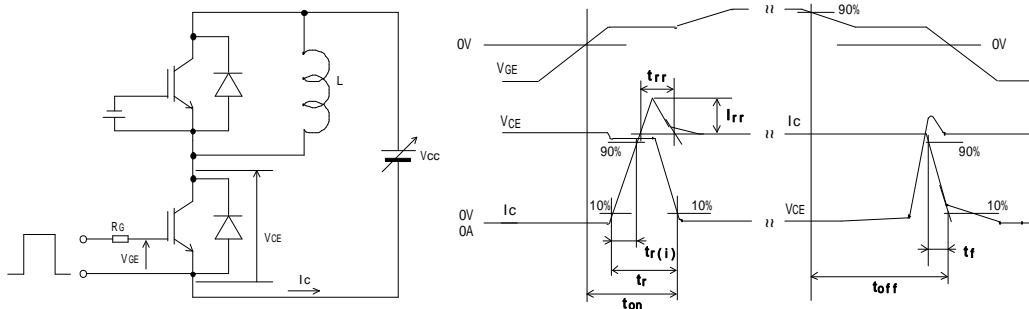 L
Vcc
RG
VGE
VCE
Ic
0V
VGE
trr
Irr
VCE
90%
10%
10%
0V
0A
Ic
tr(i)
tr
ton
≈
≈
≈
90%
0V
Ic
90%
VCE
10%
tf
toff